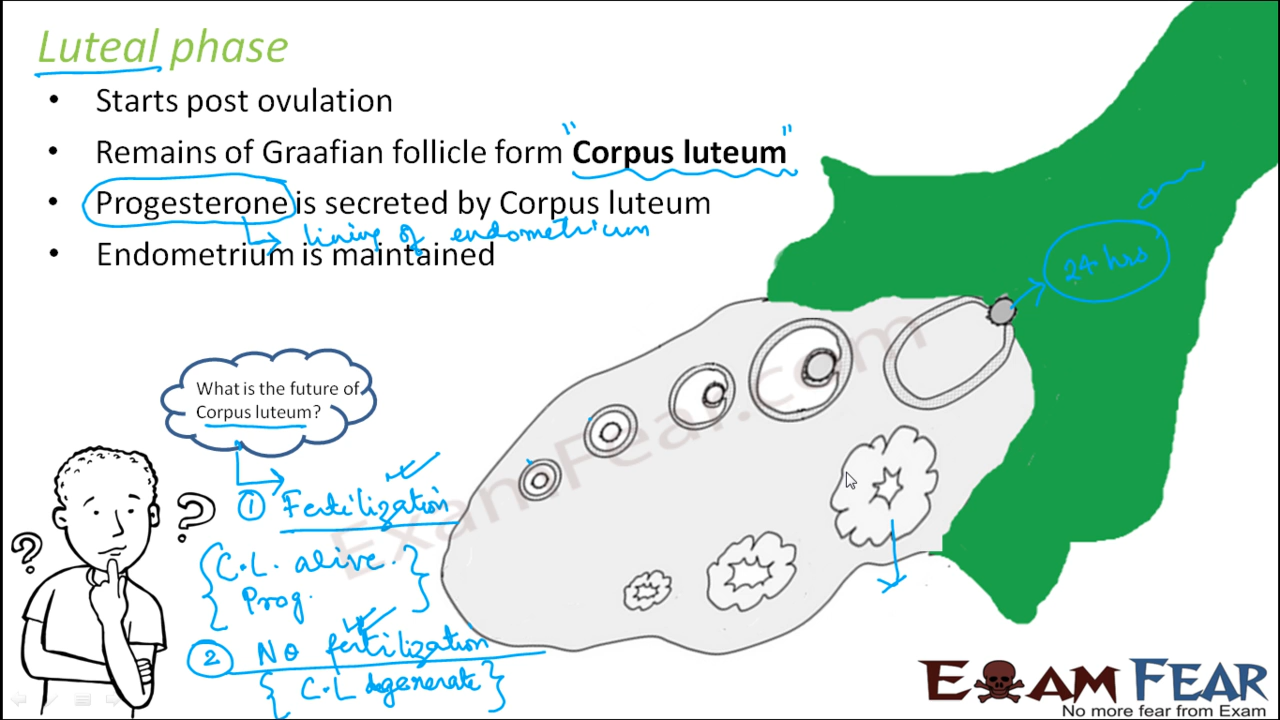 Luteal phase
• Starts post ovulation
• Remains of Graafian follicle form "Corpus luteum"
• Progesterone is secreted by Corpus luteum
lining of endometrium
• Endometrium is maintained
24 hrs
What is the future of
Corpus luteum?
① Fertilization
{ C.L. alive. }
Prog.
② No fertilization
{ C.L degenerate }
? ?
ExamFear.com
EXAM FEAR
No more fear from Exam